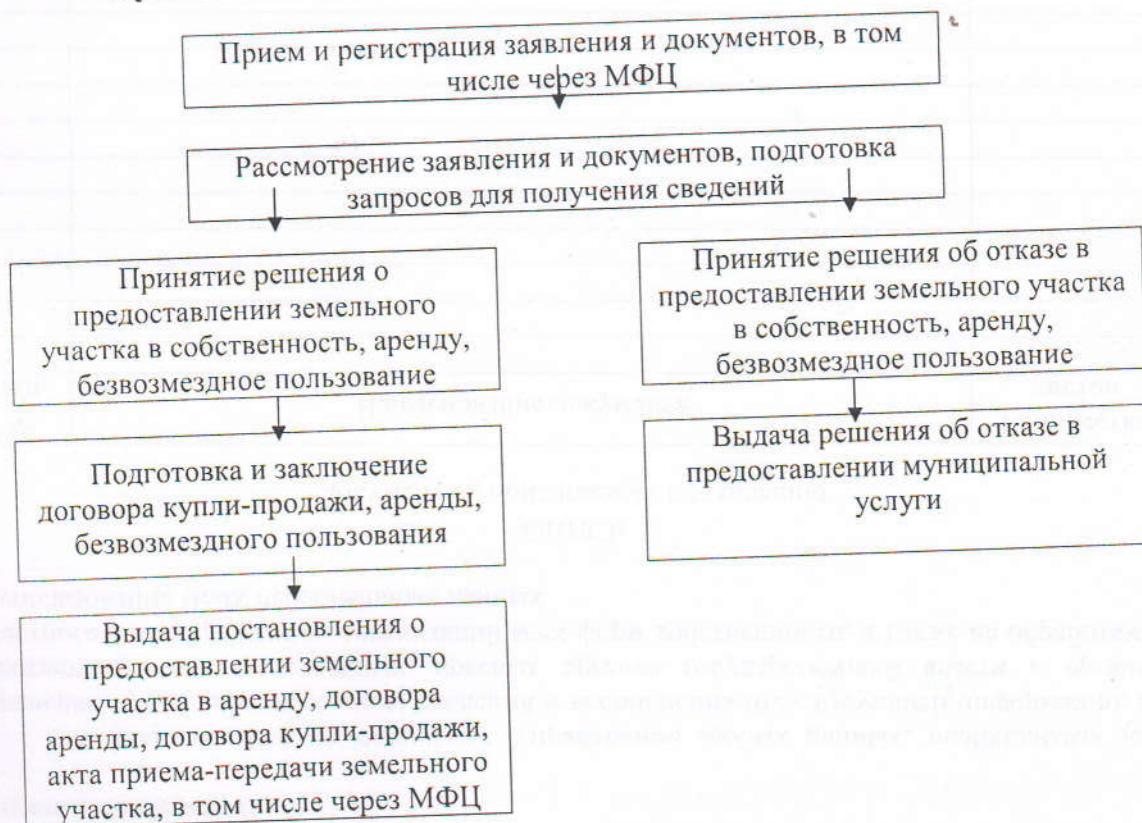 Прием и регистрация заявления и документов, в том
числе через МФЦ
Рассмотрение заявления и документов, подготовка
запросов для получения сведений
Принятие решения о
предоставлении земельного
участка в собственность, аренду,
безвозмездное пользование
Принятие решения об отказе в
предоставлении земельного участка
в собственность, аренду,
безвозмездное пользование
Подготовка и заключение
договора купли-продажи, аренды,
безвозмездного пользования
Выдача решения об отказе в
предоставлении муниципальной
услуги
Выдача постановления о
предоставлении земельного
участка в аренду, договора
аренды, договора купли-продажи,
акта приема-передачи земельного
участка, в том числе через МФЦ